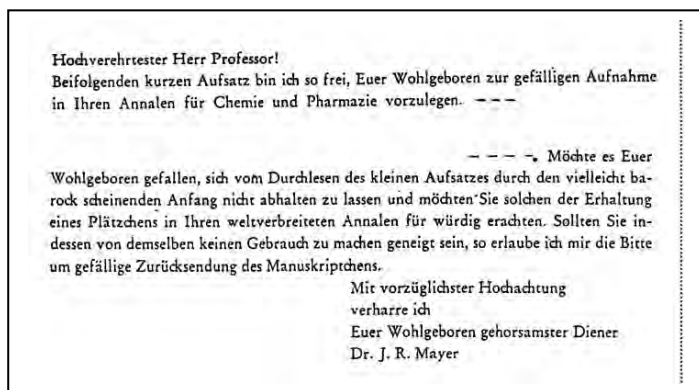 Hochverehrtester Herr Professor!
Beifolgenden kurzen Aufsatz bin ich so frei, Euer Wohlgeboren zur gefälligen Aufnahme
in Ihren Annalen für Chemie und Pharmazie vorzulegen. – – –
– – – –. Möchte es Euer
Wohlgeboren gefallen, sich vom Durchlesen des kleinen Aufsatzes durch den vielleicht ba-
rock scheinenden Anfang nicht abhalten zu lassen und möchten Sie solchen der Erhaltung
eines Plätzchens in Ihren weltverbreiteten Annalen für würdig erachten. Sollten Sie in-
dessen von demselben keinen Gebrauch zu machen geneigt sein, so erlaube ich mir die Bitte
um gefällige Zurücksendung des Manuskriptchens.
Mit vorzüglichster Hochachtung
verharre ich
Euer Wohlgeboren gehorsamster Diener
Dr. J. R. Mayer